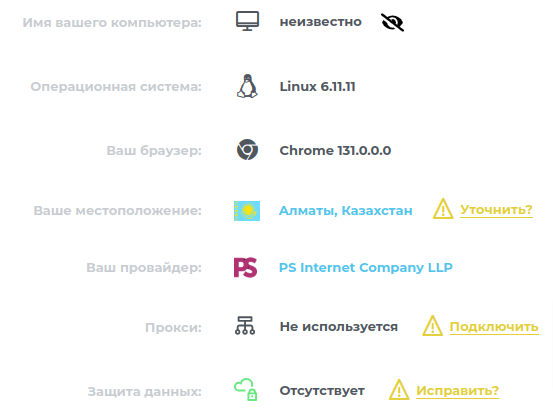 Имя вашего компьютера: неизвестно
Операционная система: Linux 6.11.11
Ваш браузер: Chrome 131.0.0.0
Ваше местоположение: Алматы, Казахстан Уточнить?
Ваш провайдер: PS PS Internet Company LLP
Прокси: Не используется Подключить
Защита данных: Отсутствует Исправить?